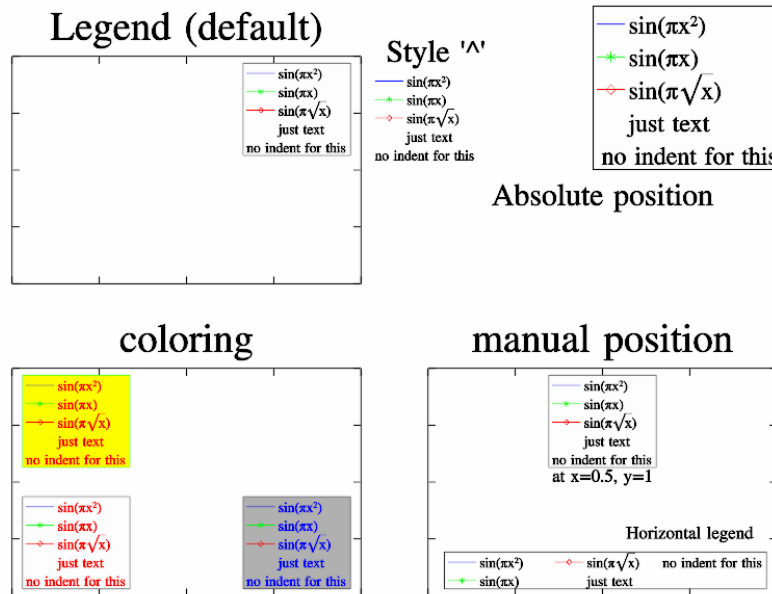 Legend (default)
sin(πx²)
sin(πx)
sin(π√x)
just text
no indent for this
Style '^'
sin(πx²)
sin(πx)
sin(π√x)
just text
no indent for this
sin(πx²)
sin(πx)
sin(π√x)
just text
no indent for this
Absolute position
coloring
sin(πx²)
sin(πx)
sin(π√x)
just text
no indent for this
sin(πx²)
sin(πx)
sin(π√x)
just text
no indent for this
sin(πx²)
sin(πx)
sin(π√x)
just text
no indent for this
manual position
sin(πx²)
sin(πx)
sin(π√x)
just text
no indent for this
at x=0.5, y=1
Horizontal legend
sin(πx²) sin(π√x) no indent for this
sin(πx) just text